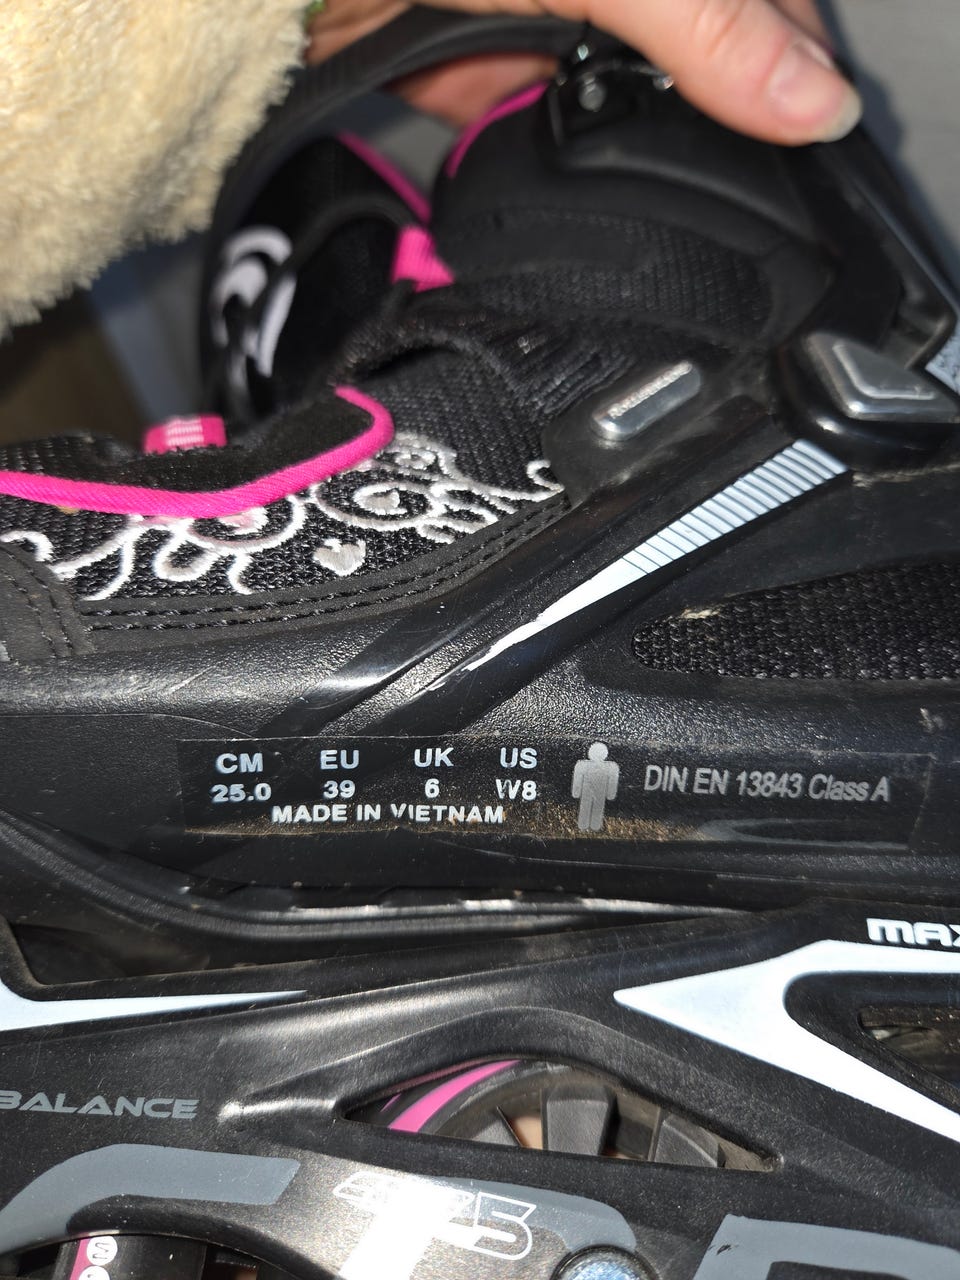 CM EU UK US
25.0 39 6 W8
MADE IN VIETNAM
DIN EN 13843 Class A
MAX
BALANCE